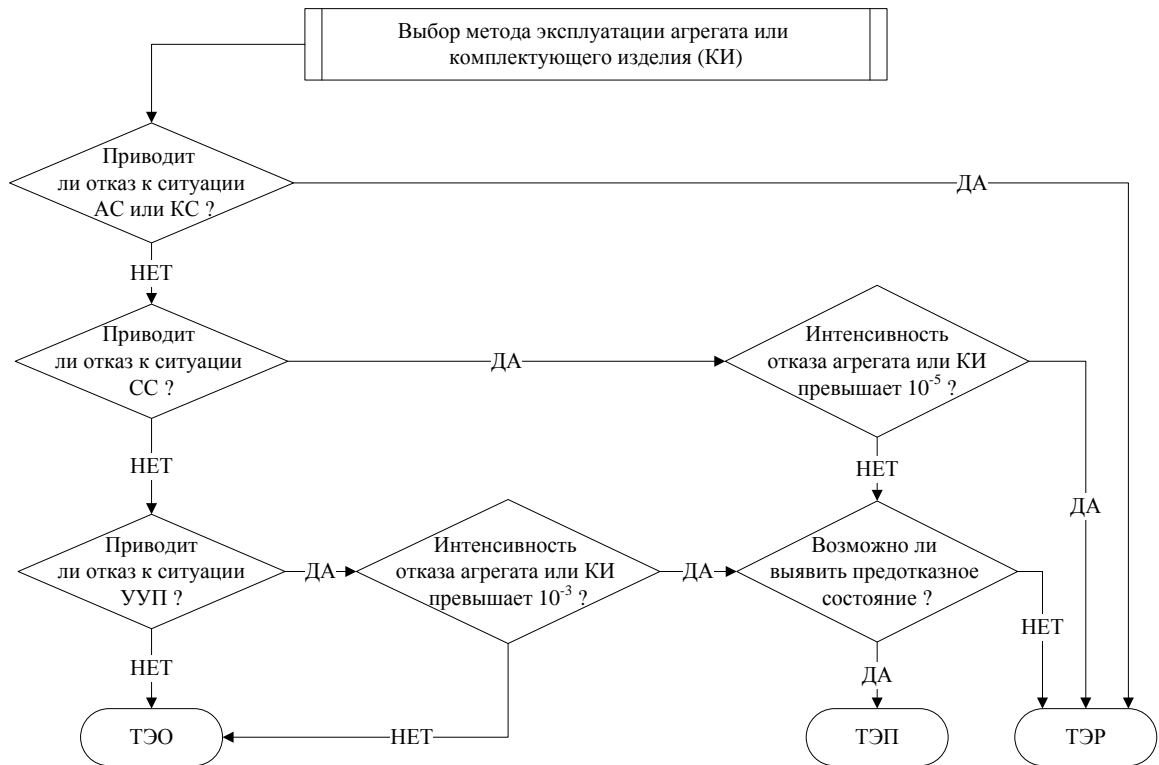 Выбор метода эксплуатации агрегата или
комплектующего изделия (КИ)
Приводит
ли отказ к ситуации
АС или КС ?
ДА
НЕТ
Приводит
ли отказ к ситуации
СС ?
ДА
Интенсивность
отказа агрегата или КИ
превышает 10⁻⁵ ?
НЕТ
НЕТ
ДА
Приводит
ли отказ к ситуации
УУП ?
ДА
Интенсивность
отказа агрегата или КИ
превышает 10⁻³ ?
ДА
Возможно ли
выявить предотказное
состояние ?
НЕТ
НЕТ
ДА
ТЭО
НЕТ
ТЭП
ТЭР